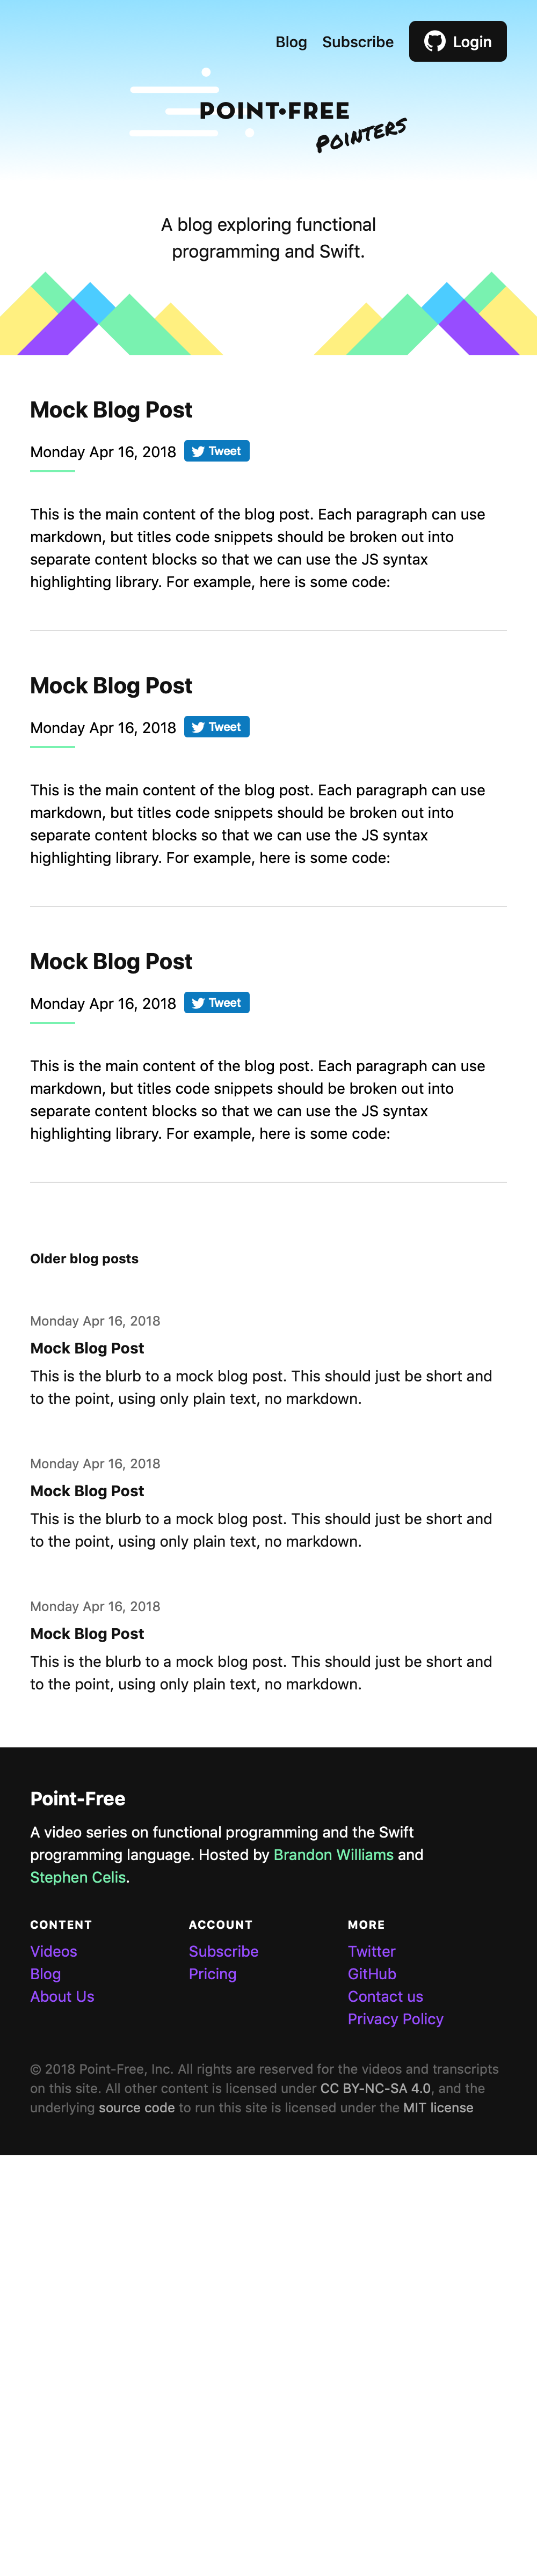 Blog Subscribe Login
POINT•FREE
POINTERS
A blog exploring functional
programming and Swift.
Mock Blog Post
Monday Apr 16, 2018 Tweet
This is the main content of the blog post. Each paragraph can use
markdown, but titles code snippets should be broken out into
separate content blocks so that we can use the JS syntax
highlighting library. For example, here is some code:
Mock Blog Post
Monday Apr 16, 2018 Tweet
This is the main content of the blog post. Each paragraph can use
markdown, but titles code snippets should be broken out into
separate content blocks so that we can use the JS syntax
highlighting library. For example, here is some code:
Mock Blog Post
Monday Apr 16, 2018 Tweet
This is the main content of the blog post. Each paragraph can use
markdown, but titles code snippets should be broken out into
separate content blocks so that we can use the JS syntax
highlighting library. For example, here is some code:
Older blog posts
Monday Apr 16, 2018
Mock Blog Post
This is the blurb to a mock blog post. This should just be short and
to the point, using only plain text, no markdown.
Monday Apr 16, 2018
Mock Blog Post
This is the blurb to a mock blog post. This should just be short and
to the point, using only plain text, no markdown.
Monday Apr 16, 2018
Mock Blog Post
This is the blurb to a mock blog post. This should just be short and
to the point, using only plain text, no markdown.
Point-Free
A video series on functional programming and the Swift
programming language. Hosted by Brandon Williams and
Stephen Celis.
CONTENT
Videos
Blog
About Us
ACCOUNT
Subscribe
Pricing
MORE
Twitter
GitHub
Contact us
Privacy Policy
© 2018 Point-Free, Inc. All rights are reserved for the videos and transcripts
on this site. All other content is licensed under CC BY-NC-SA 4.0, and the
underlying source code to run this site is licensed under the MIT license